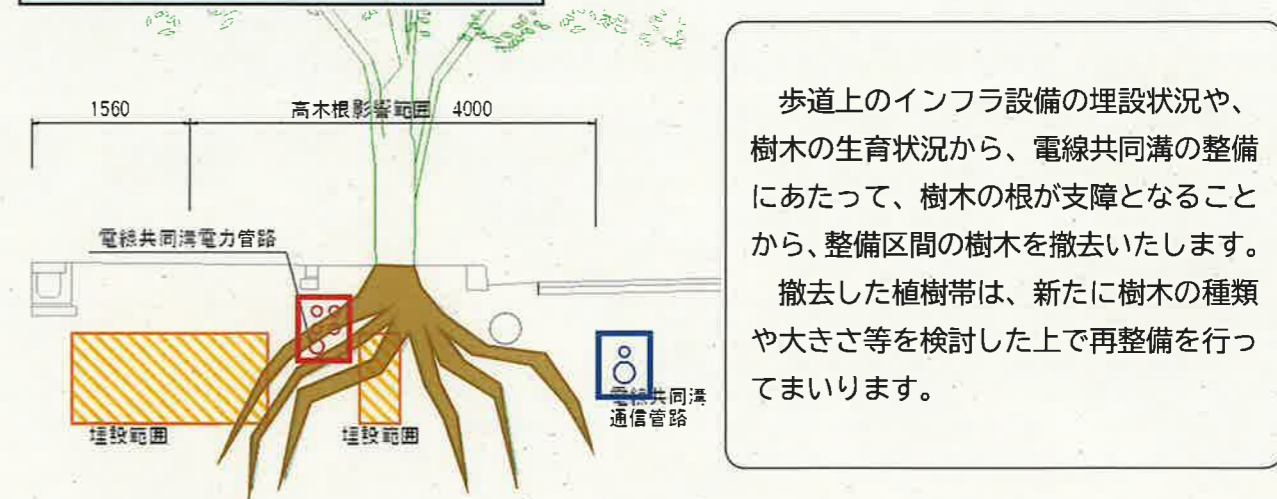 1560
高木根影響範囲 4000
電線共同溝電力管路
埋設範囲
埋設範囲
電線共同溝
通信管路
歩道上のインフラ設備の埋設状況や、
樹木の生育状況から、電線共同溝の整備
にあたって、樹木の根が支障となること
から、整備区間の樹木を撤去いたします。
撤去した植樹帯は、新たに樹木の種類
や大きさ等を検討した上で再整備を行っ
てまいります。